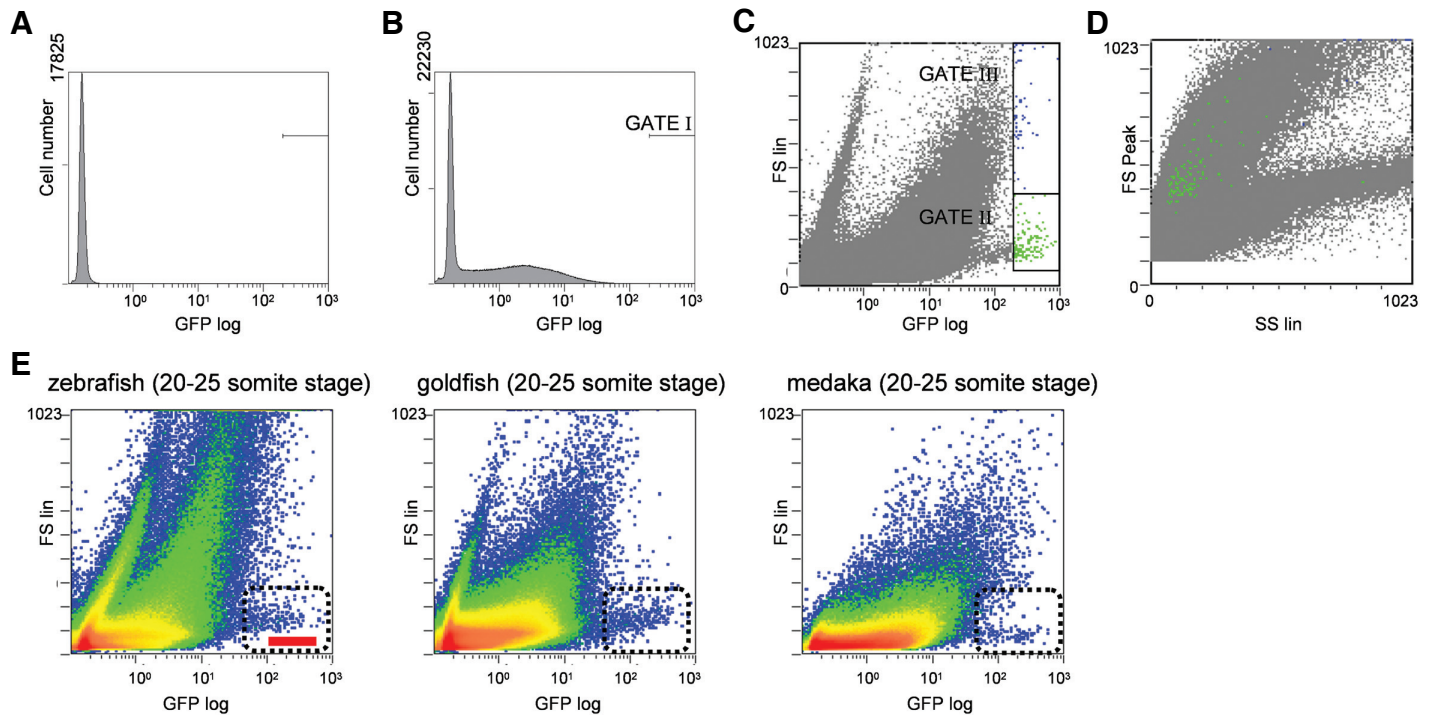 A
17825
Cell number
10⁰ 10¹ 10² 10³
GFP log
B
22230
Cell number
GATE I
10⁰ 10¹ 10² 10³
GFP log
C
1023
FS lin
0
GATE III
GATE II
10⁰ 10¹ 10² 10³
GFP log
D
1023
FS Peak
0
0 1023
SS lin
E
zebrafish (20-25 somite stage)
1023
FS lin
10⁰ 10¹ 10² 10³
GFP log
goldfish (20-25 somite stage)
1023
FS lin
10⁰ 10¹ 10² 10³
GFP log
medaka (20-25 somite stage)
1023
FS lin
10⁰ 10¹ 10² 10³
GFP log